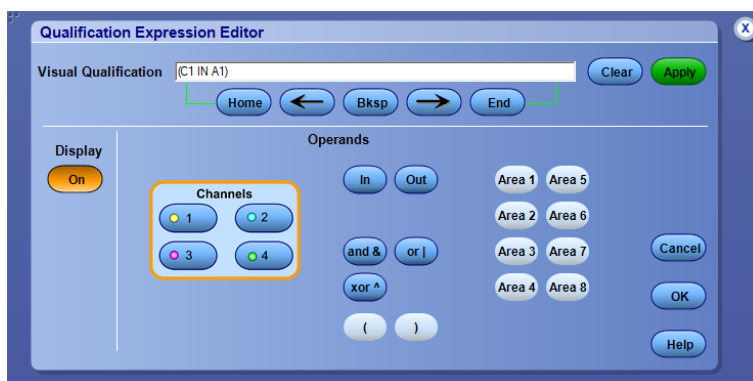 Qualification Expression Editor
X
Visual Qualification (C1 IN A1) Clear Apply
Home Bksp End
Display
On
Operands
Channels
1 2
3 4
In Out
and & or |
xor ^
( )
Area 1 Area 5
Area 2 Area 6
Area 3 Area 7
Area 4 Area 8
Cancel
OK
Help